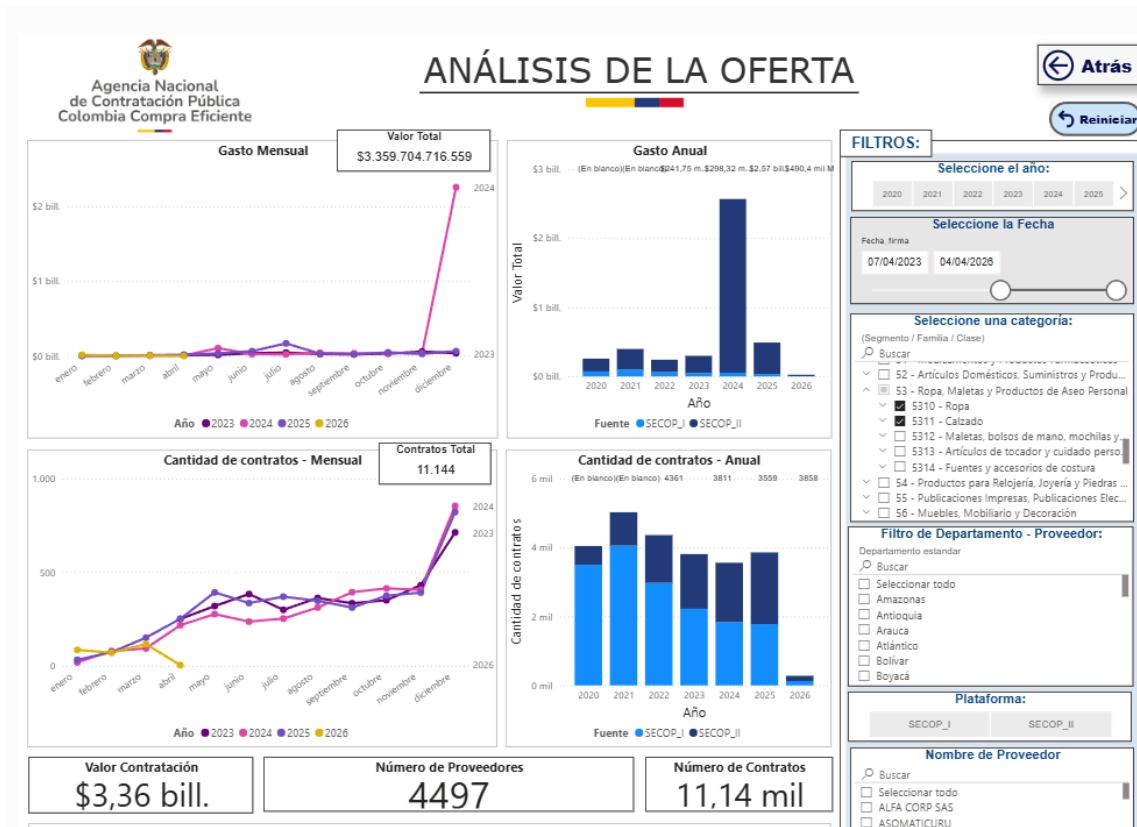 Agencia Nacional
de Contratación Pública
Colombia Compra Eficiente
ANÁLISIS DE LA OFERTA
Atrás
Reiniciar
Gasto Mensual
Valor Total
$3.359.704.716.559
$2 bill.
$1 bill.
$0 bill.
2024
2023
enero
febrero
marzo
abril
mayo
junio
julio
agosto
septiembre
octubre
noviembre
diciembre
Año 2023 2024 2025 2026
Gasto Anual
(En blanco)(En blanco) $241,75 m. $298,32 m. $2,57 bill. $490,4 mil M
$3 bill.
$2 bill.
$1 bill.
$0 bill.
Valor Total
2020 2021 2022 2023 2024 2025 2026
Año
Fuente SECOP_I SECOP_II
Cantidad de contratos - Mensual
Contratos Total
11.144
1.000
500
0
2024
2023
2026
enero
febrero
marzo
abril
mayo
junio
julio
agosto
septiembre
octubre
noviembre
diciembre
Año 2023 2024 2025 2026
Cantidad de contratos - Anual
(En blanco)(En blanco) 4361 3811 3559 3858
6 mil
4 mil
2 mil
0 mil
Cantidad de contratos
2020 2021 2022 2023 2024 2025 2026
Año
Fuente SECOP_I SECOP_II
Valor Contratación
$3,36 bill.
Número de Proveedores
4497
Número de Contratos
11,14 mil
FILTROS:
Seleccione el año:
2020 2021 2022 2023 2024 2025
Seleccione la Fecha
Fecha firma
07/04/2023 04/04/2026
Seleccione una categoría:
(Segmento / Familia / Clase)
Buscar
52 - Artículos Domésticos, Suministros y Produ...
53 - Ropa, Maletas y Productos de Aseo Personal
5310 - Ropa
5311 - Calzado
5312 - Maletas, bolsos de mano, mochilas y...
5313 - Artículos de tocador y cuidado perso...
5314 - Fuentes y accesorios de costura
54 - Productos para Relojería, Joyería y Piedras ...
55 - Publicaciones Impresas, Publicaciones Elec...
56 - Muebles, Mobiliario y Decoración
Filtro de Departamento - Proveedor:
Departamento estandar
Buscar
Seleccionar todo
Amazonas
Antioquia
Arauca
Atlántico
Bolívar
Boyacá
Plataforma:
SECOP_I SECOP_II
Nombre de Proveedor
Buscar
Seleccionar todo
ALFA CORP SAS
ASOMATICURU